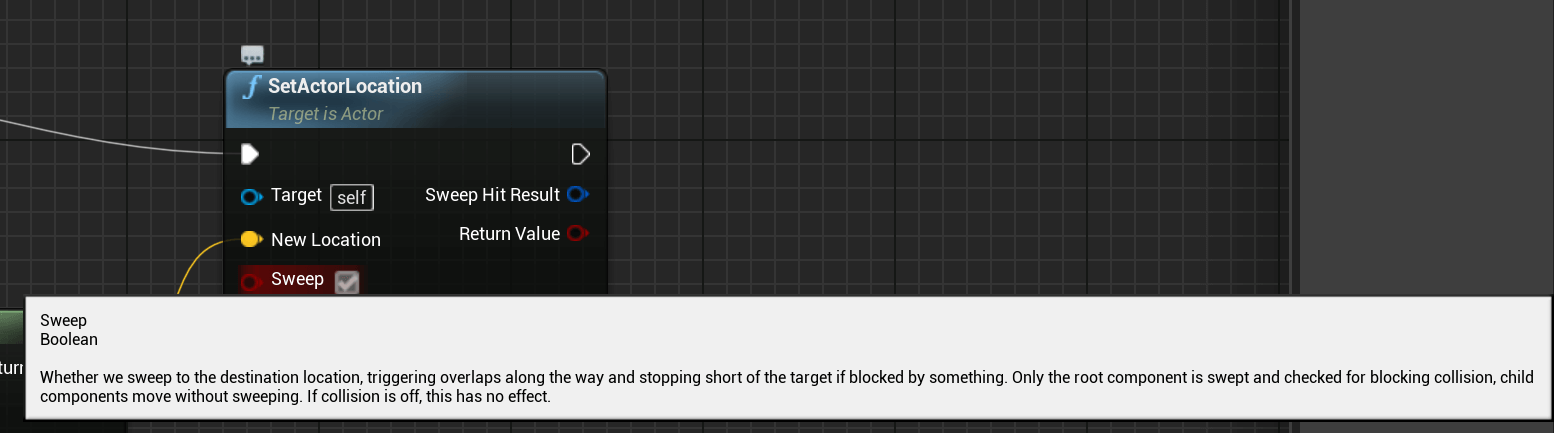 SetActorLocation
Target is Actor
Target self
Sweep Hit Result
New Location
Return Value
Sweep
Sweep
Boolean
Whether we sweep to the destination location, triggering overlaps along the way and stopping short of the target if blocked by something. Only the root component is swept and checked for blocking collision, child
components move without sweeping. If collision is off, this has no effect.